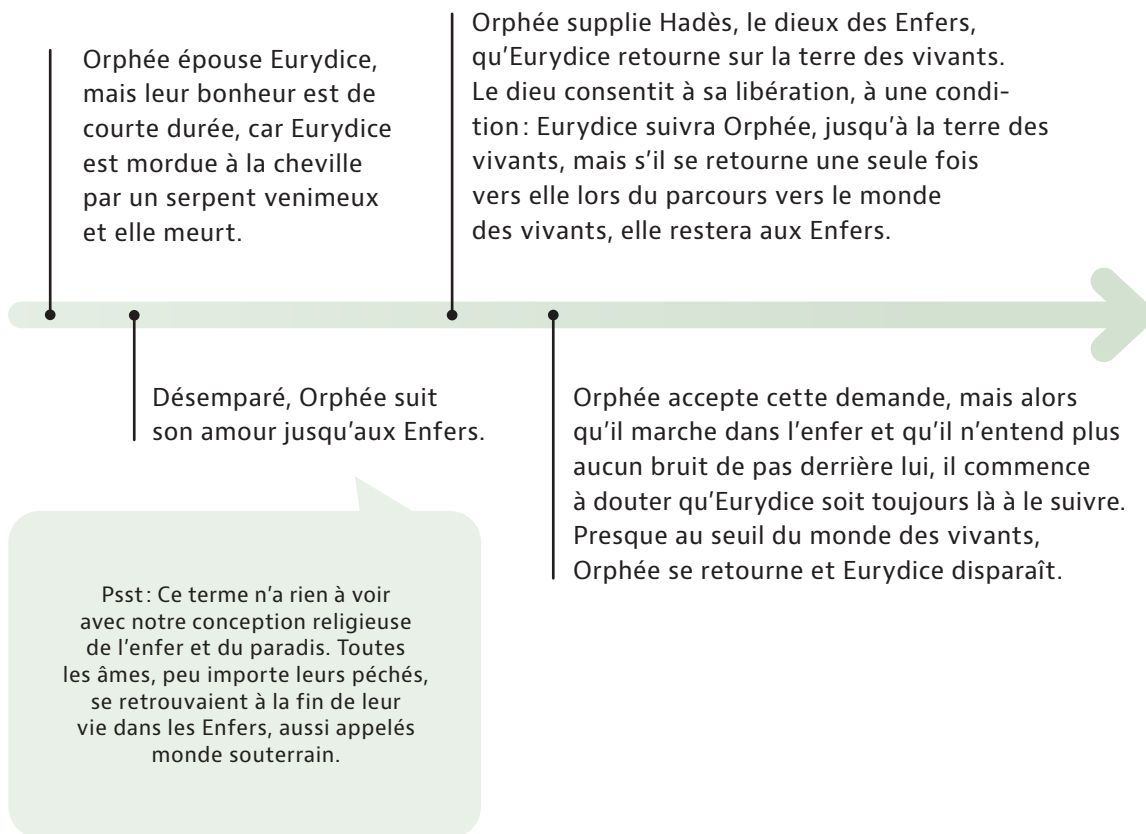 Orphée épouse Eurydice,
mais leur bonheur est de
courte durée, car Eurydice
est mordue à la cheville
par un serpent venimeux
et elle meurt.
Désemparé, Orphée suit
son amour jusqu'aux Enfers.
Psst : Ce terme n'a rien à voir
avec notre conception religieuse
de l'enfer et du paradis. Toutes
les âmes, peu importe leurs péchés,
se retrouvaient à la fin de leur
vie dans les Enfers, aussi appelés
monde souterrain.
Orphée supplie Hadès, le dieux des Enfers,
qu'Eurydice retourne sur la terre des vivants.
Le dieu consentit à sa libération, à une condi-
tion : Eurydice suivra Orphée, jusqu'à la terre des
vivants, mais s'il se retourne une seule fois
vers elle lors du parcours vers le monde
des vivants, elle restera aux Enfers.
Orphée accepte cette demande, mais alors
qu'il marche dans l'enfer et qu'il n'entend plus
aucun bruit de pas derrière lui, il commence
à douter qu'Eurydice soit toujours là à le suivre.
Presque au seuil du monde des vivants,
Orphée se retourne et Eurydice disparaît.